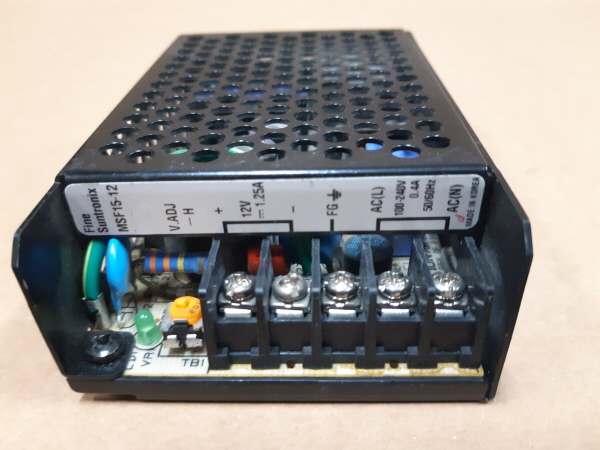 Fine
Suntronix
MSF15-12
V.ADJ
H
+
12V
1.25A
−
FG
AC(L)
100-240V
0.4A
50/60Hz
AC(N)
MADE IN KOREA
VR
TB1